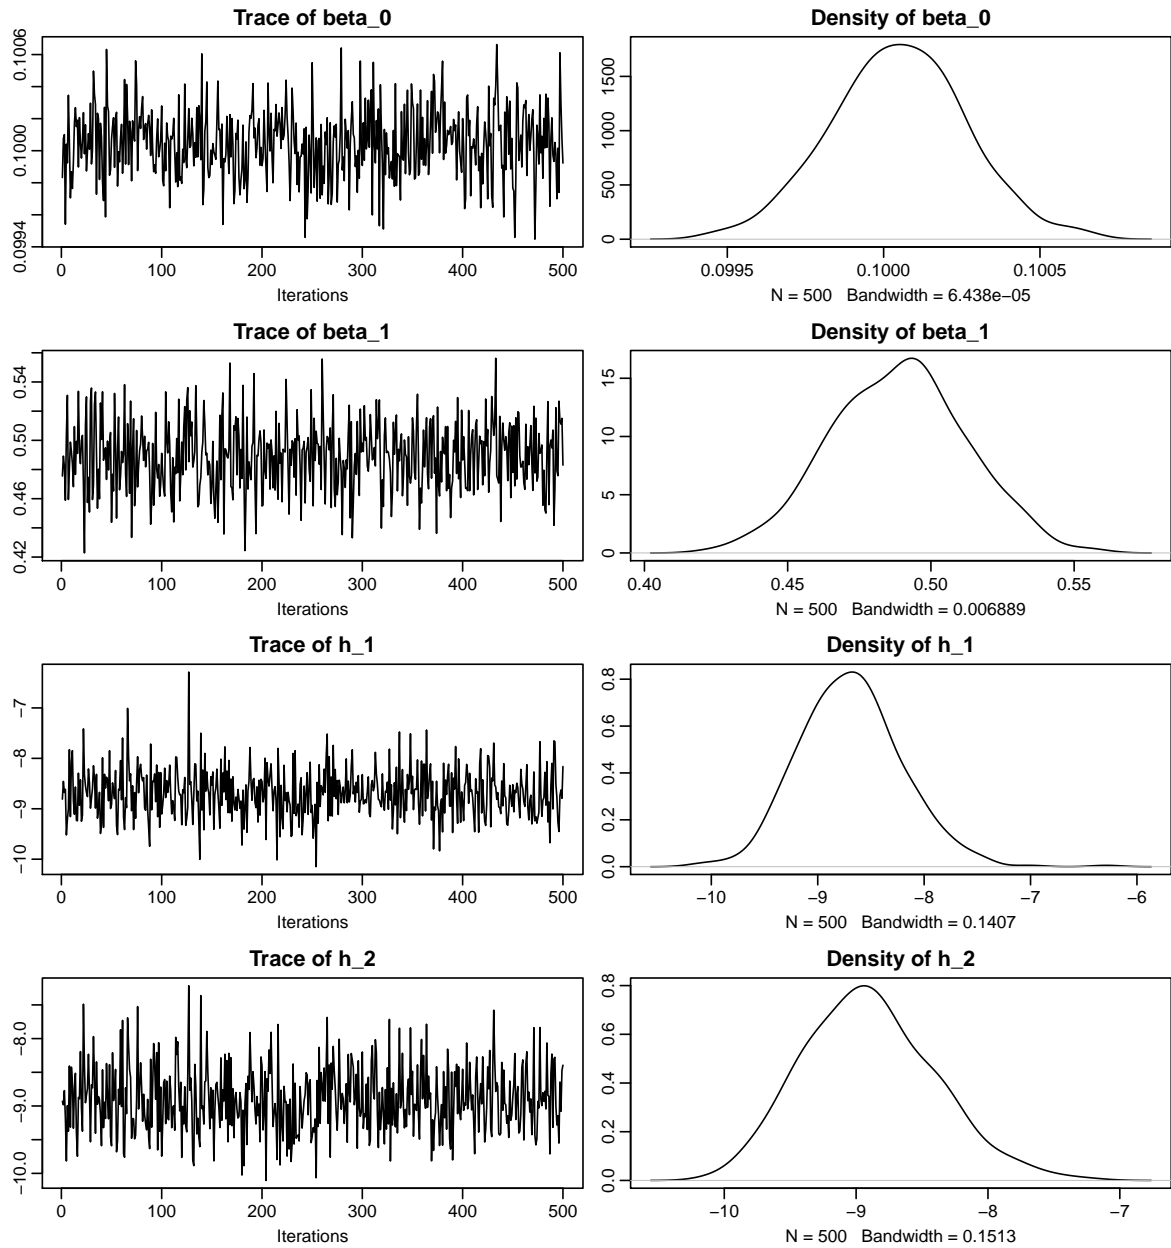 Trace of beta_0
0.0994 0.1000 0.1006
0 100 200 300 400 500
Iterations
Density of beta_0
0 500 1000 1500
0.0995 0.1000 0.1005
N = 500 Bandwidth = 6.438e−05
Trace of beta_1
0.42 0.46 0.50 0.54
0 100 200 300 400 500
Iterations
Density of beta_1
0 5 10 15
0.40 0.45 0.50 0.55
N = 500 Bandwidth = 0.006889
Trace of h_1
−10 −9 −8 −7
0 100 200 300 400 500
Iterations
Density of h_1
0.0 0.2 0.4 0.6 0.8
−10 −9 −8 −7 −6
N = 500 Bandwidth = 0.1407
Trace of h_2
−10.0 −9.0 −8.0
0 100 200 300 400 500
Iterations
Density of h_2
0.0 0.2 0.4 0.6 0.8
−10 −9 −8 −7
N = 500 Bandwidth = 0.1513